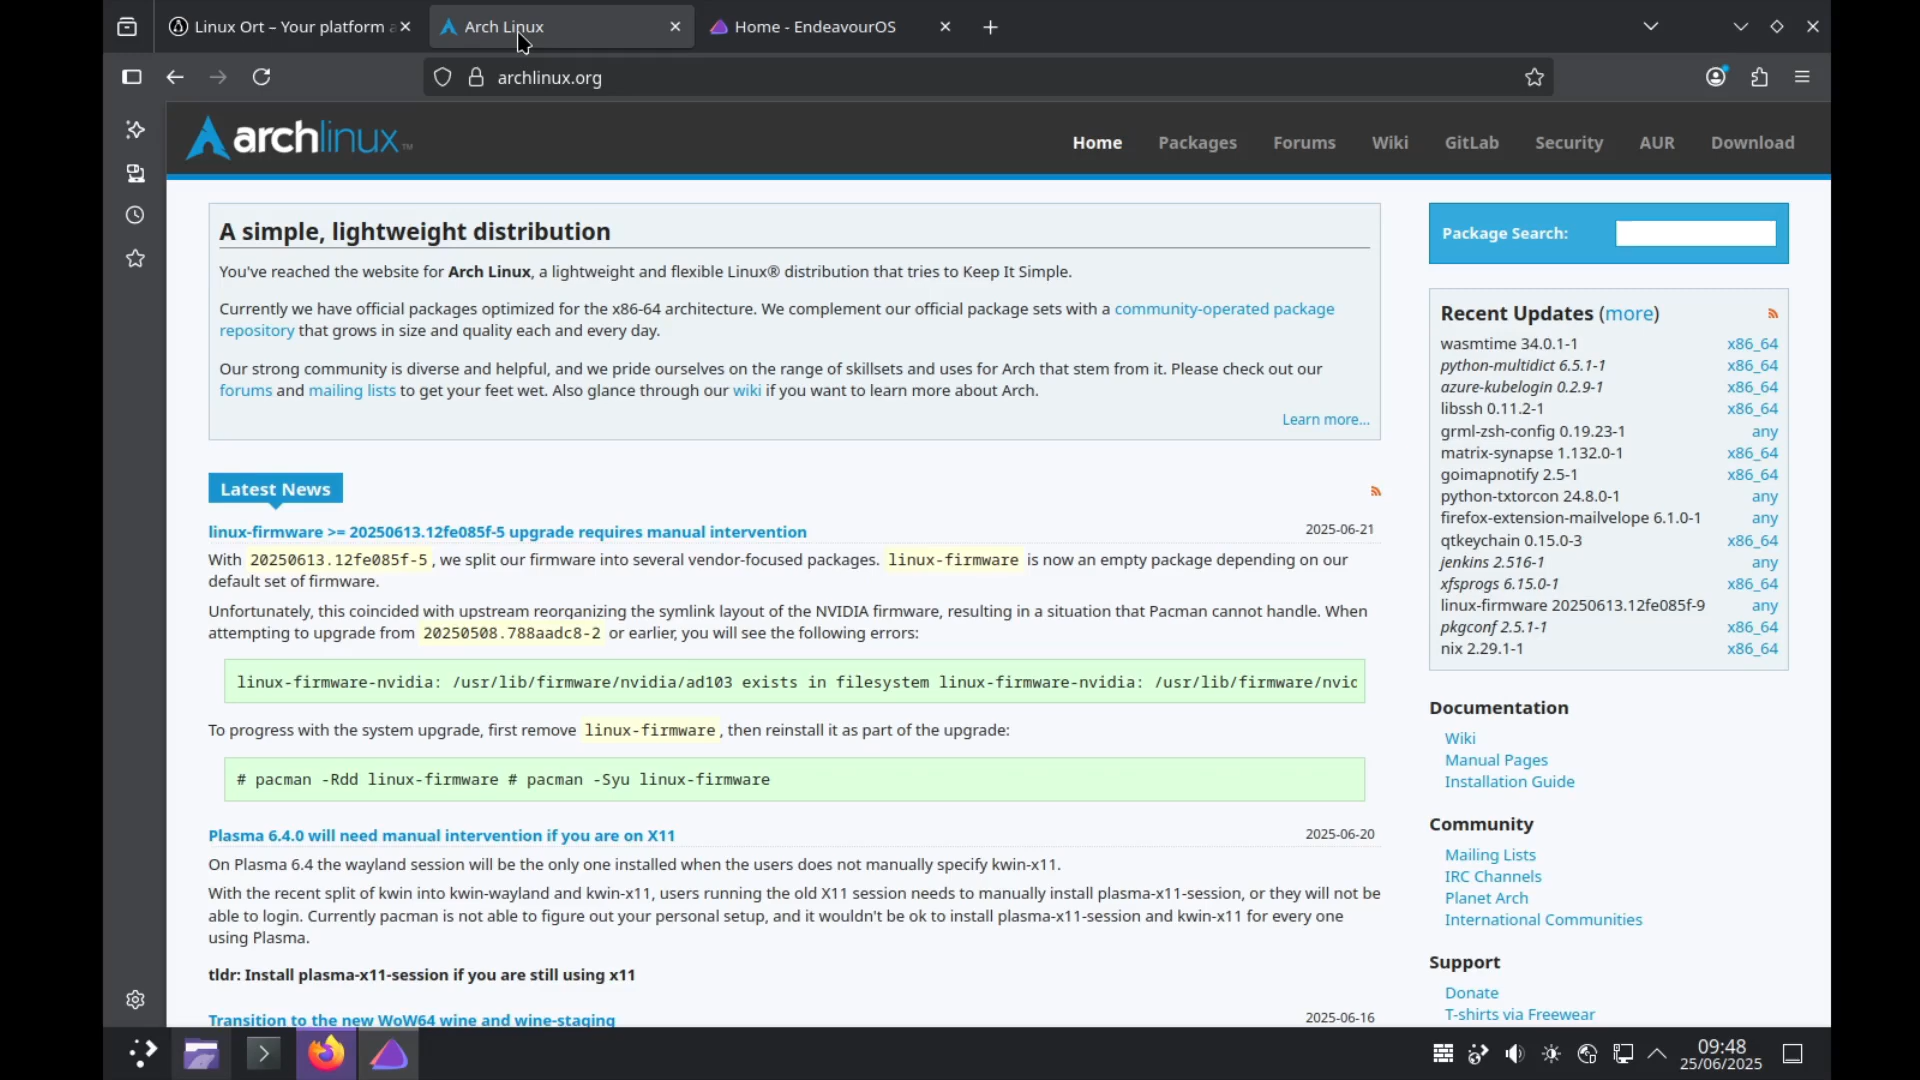 Linux Ort – Your platform a
Arch Linux
Home - EndeavourOS
archlinux.org
archlinux™
Home
Packages
Forums
Wiki
GitLab
Security
AUR
Download
A simple, lightweight distribution
You've reached the website for Arch Linux, a lightweight and flexible Linux® distribution that tries to Keep It Simple.
Currently we have official packages optimized for the x86-64 architecture. We complement our official package sets with a community-operated package
repository that grows in size and quality each and every day.
Our strong community is diverse and helpful, and we pride ourselves on the range of skillsets and uses for Arch that stem from it. Please check out our
forums and mailing lists to get your feet wet. Also glance through our wiki if you want to learn more about Arch.
Learn more...
Latest News
linux-firmware >= 20250613.12fe085f-5 upgrade requires manual intervention
2025-06-21
With 20250613.12fe085f-5, we split our firmware into several vendor-focused packages. linux-firmware is now an empty package depending on our
default set of firmware.
Unfortunately, this coincided with upstream reorganizing the symlink layout of the NVIDIA firmware, resulting in a situation that Pacman cannot handle. When
attempting to upgrade from 20250508.788aadc8-2 or earlier, you will see the following errors:
linux-firmware-nvidia: /usr/lib/firmware/nvidia/ad103 exists in filesystem linux-firmware-nvidia: /usr/lib/firmware/nvid
To progress with the system upgrade, first remove linux-firmware, then reinstall it as part of the upgrade:
# pacman -Rdd linux-firmware # pacman -Syu linux-firmware
Plasma 6.4.0 will need manual intervention if you are on X11
2025-06-20
On Plasma 6.4 the wayland session will be the only one installed when the users does not manually specify kwin-x11.
With the recent split of kwin into kwin-wayland and kwin-x11, users running the old X11 session needs to manually install plasma-x11-session, or they will not be
able to login. Currently pacman is not able to figure out your personal setup, and it wouldn't be ok to install plasma-x11-session and kwin-x11 for every one
using Plasma.
tldr: Install plasma-x11-session if you are still using x11
Transition to the new WoW64 wine and wine-staging
2025-06-16
Package Search:
Recent Updates (more)
wasmtime 34.0.1-1 x86_64
python-multidict 6.5.1-1 x86_64
azure-kubelogin 0.2.9-1 x86_64
libssh 0.11.2-1 x86_64
grml-zsh-config 0.19.23-1 any
matrix-synapse 1.132.0-1 x86_64
goimapnotify 2.5-1 x86_64
python-txtorcon 24.8.0-1 any
firefox-extension-mailvelope 6.1.0-1 any
qtkeychain 0.15.0-3 x86_64
jenkins 2.516-1 any
xfsprogs 6.15.0-1 x86_64
linux-firmware 20250613.12fe085f-9 any
pkgconf 2.5.1-1 x86_64
nix 2.29.1-1 x86_64
Documentation
Wiki
Manual Pages
Installation Guide
Community
Mailing Lists
IRC Channels
Planet Arch
International Communities
Support
Donate
T-shirts via Freewear
09:48
25/06/2025